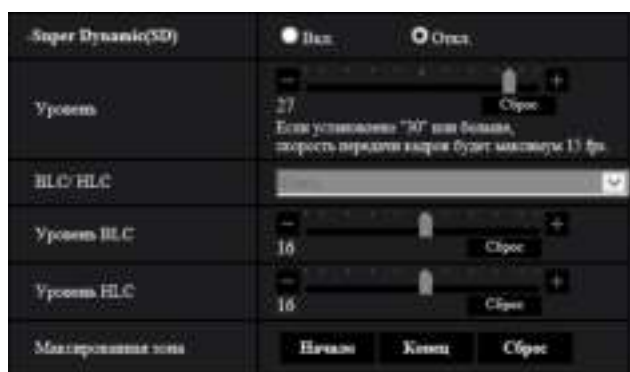 -Super Dynamic(SD)
Вкл. Откл.
Уровень
27
Сброс
Если установлено "30" или больше,
скорость передачи кадров будет максимум 15 fps.
BLC/HLC
Уровень BLC
16
Сброс
Уровень HLC
16
Сброс
Маскированная зона
Начало Конец Сброс